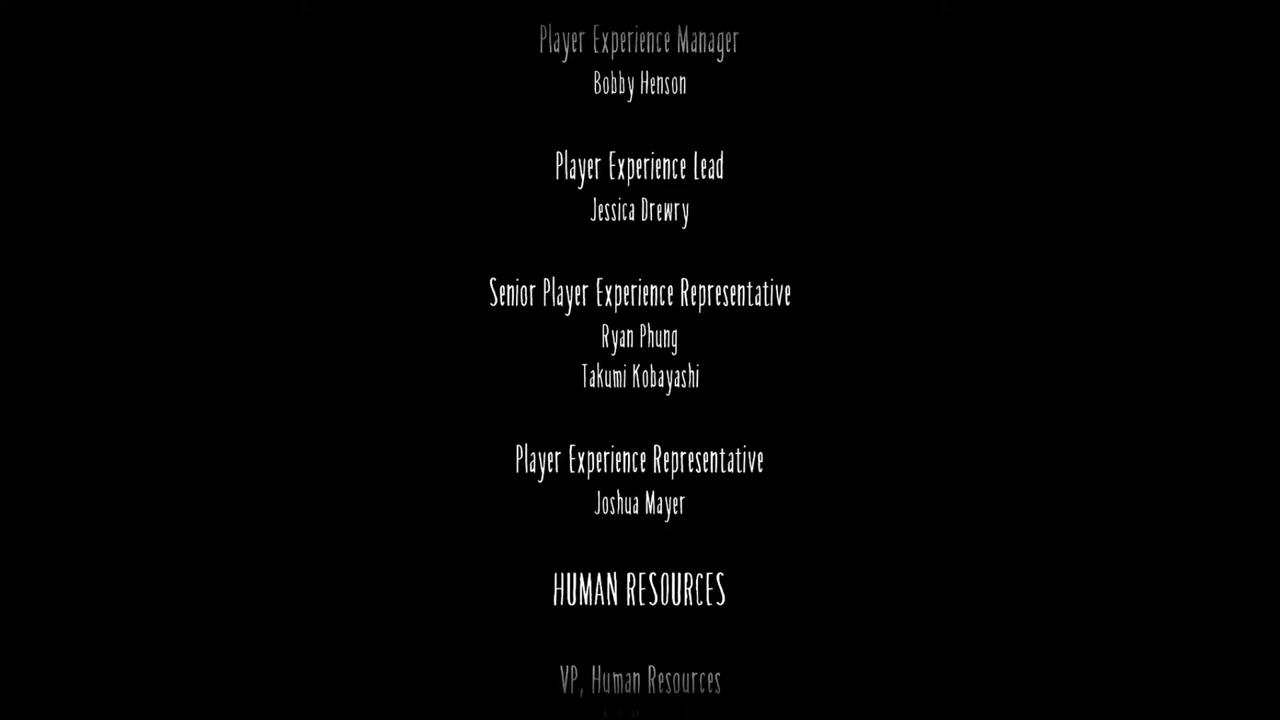 Player Experience Manager
Bobby Henson
Player Experience Lead
Jessica Drewry
Senior Player Experience Representative
Ryan Phung
Takumi Kobayashi
Player Experience Representative
Joshua Mayer
HUMAN RESOURCES
VP, Human Resources